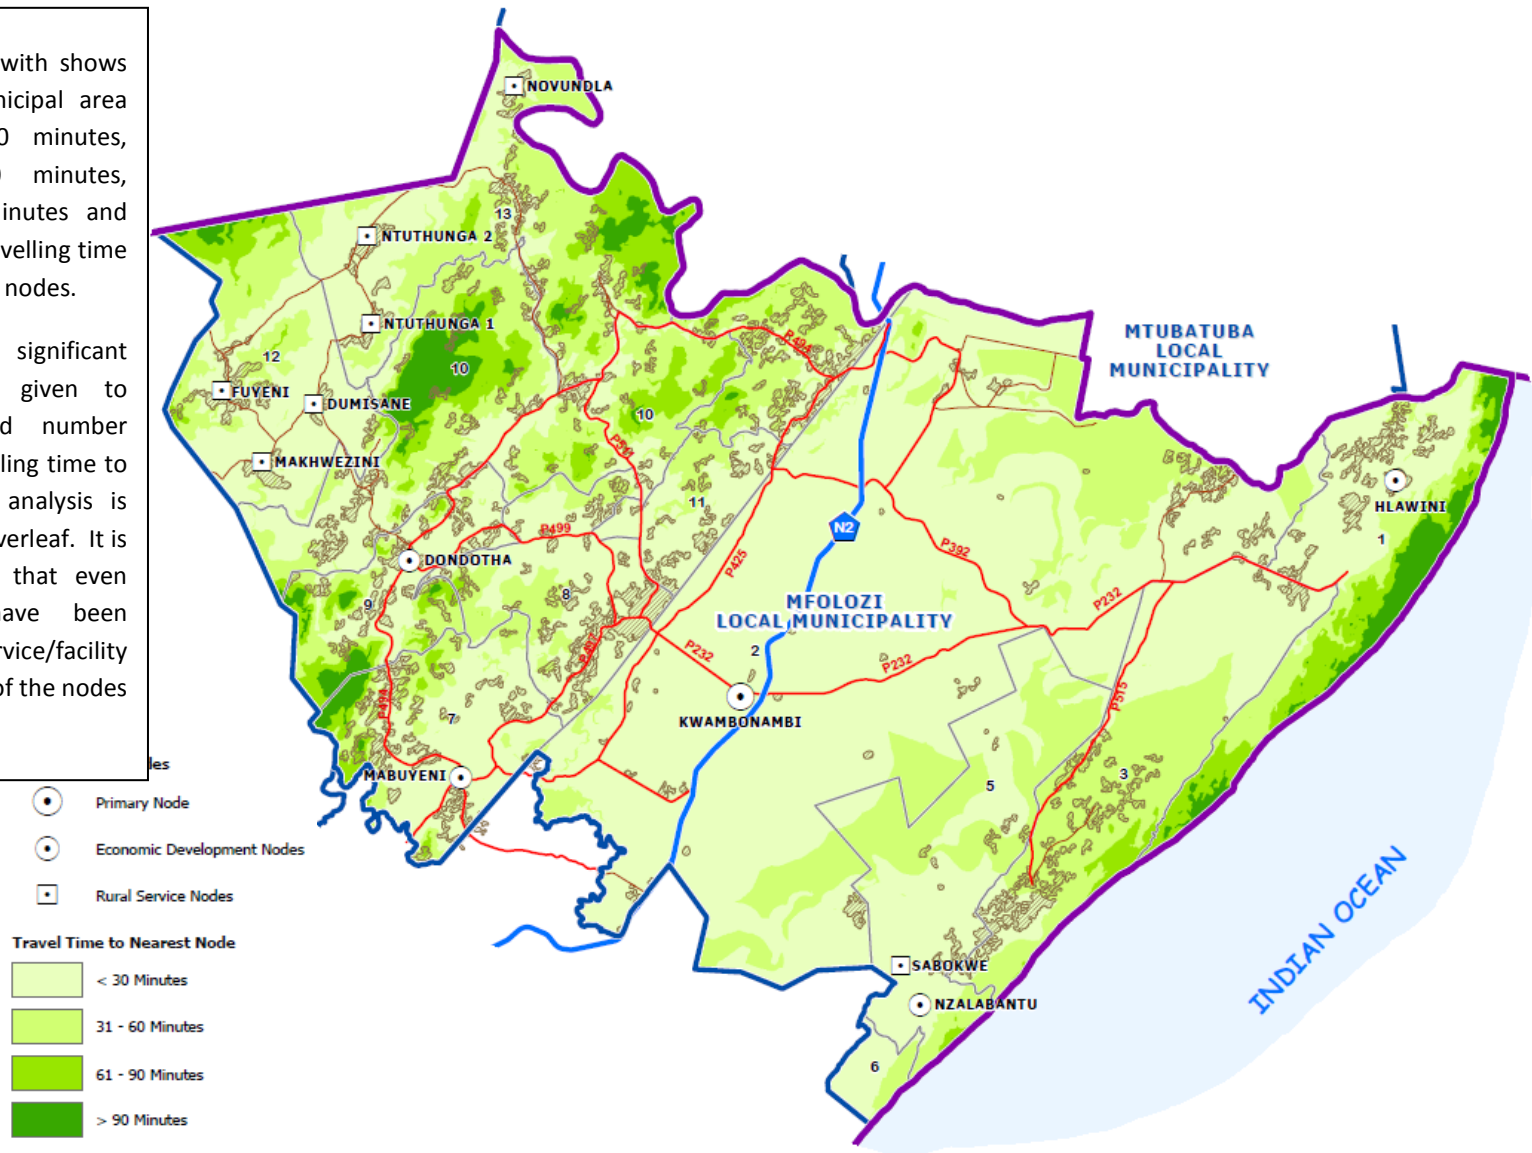 with shows
nicipal area
0 minutes,
minutes,
inutes and
velling time
nodes.
significant
given to
d number
ling time to
analysis is
verleaf. It is
that even
ave been
rvice/facility
of the nodes
les
Primary Node
Economic Development Nodes
Rural Service Nodes
Travel Time to Nearest Node
< 30 Minutes
31 - 60 Minutes
61 - 90 Minutes
> 90 Minutes
NOVUNDLA
13
NTUTHUNGA 2
NTUTHUNGA 1
12
10
FUYENI
DUMISANE
MAKHWEZINI
10
R494
MTUBATUBA
LOCAL
MUNICIPALITY
11
P499
P425
N2
P392
HLAWINI
1
DONDOTHA
9
8
MFOLOZI
LOCAL MUNICIPALITY
2
P232
P232
P232
P515
KWAMBONAMBI
7
P494
MABUYENI
5
3
SABOKWE
NZALABANTU
6
INDIAN OCEAN